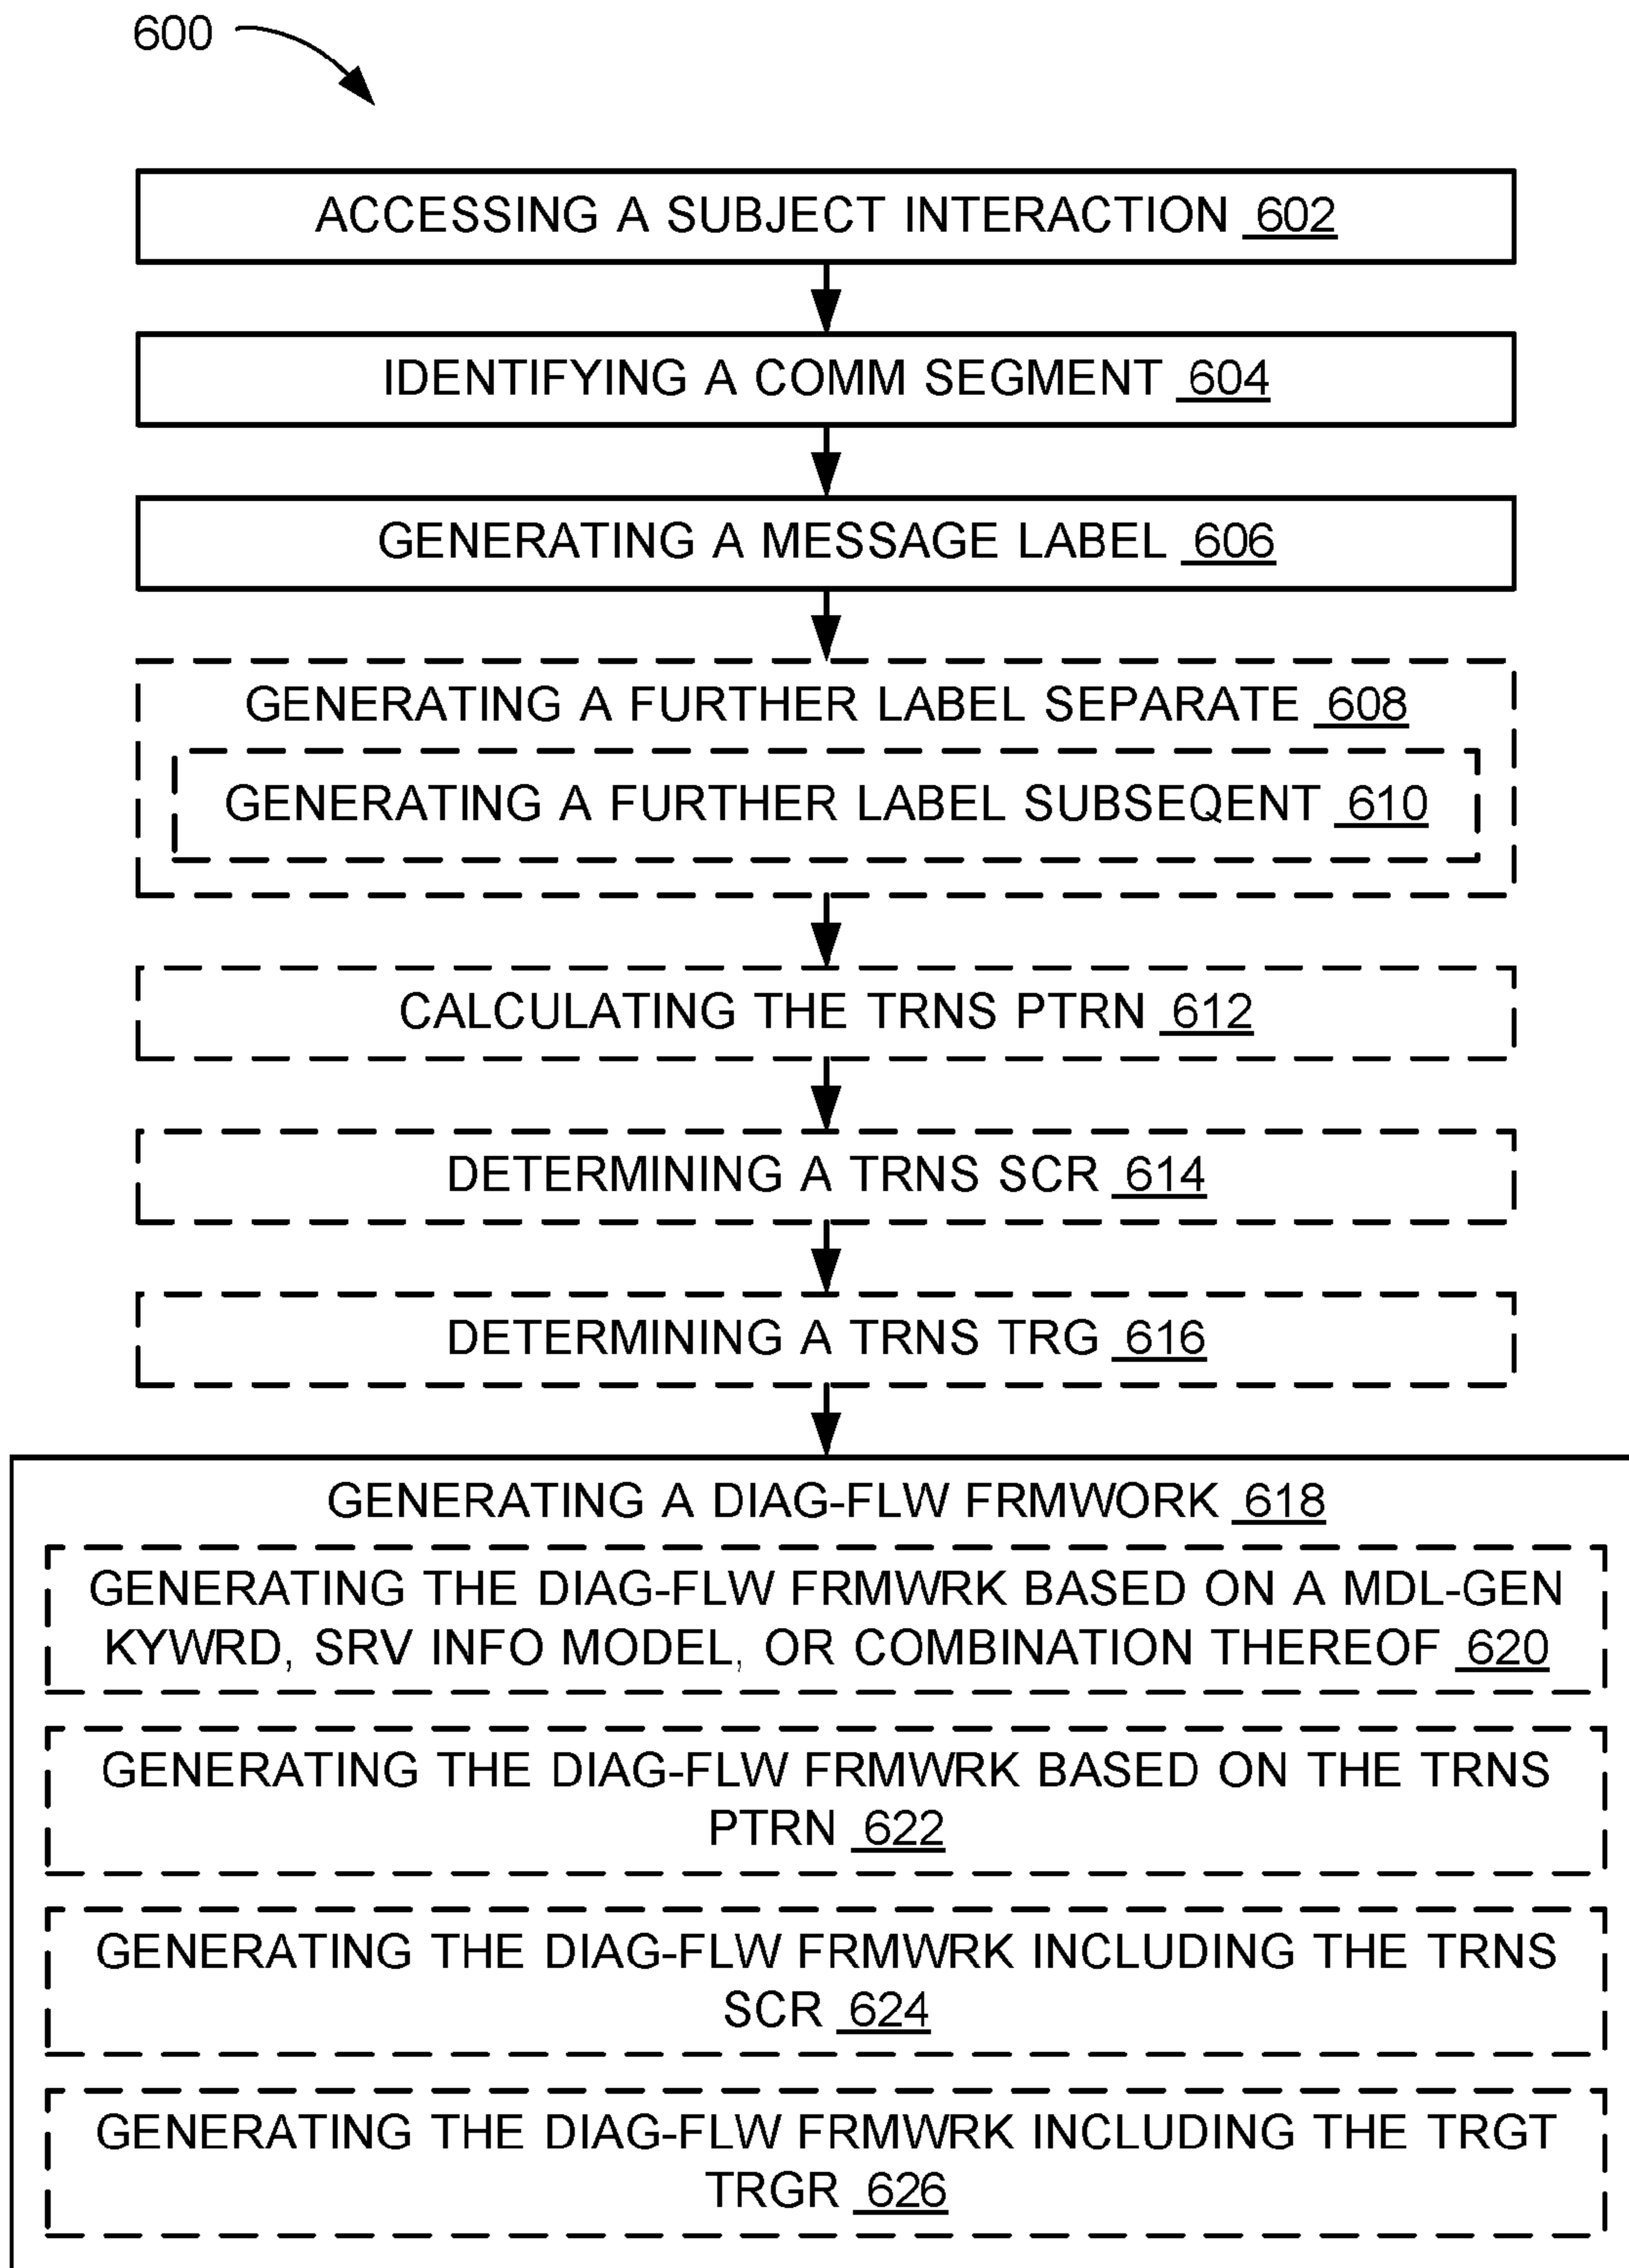 600
ACCESSING A SUBJECT INTERACTION 602
IDENTIFYING A COMM SEGMENT 604
GENERATING A MESSAGE LABEL 606
GENERATING A FURTHER LABEL SEPARATE 608
GENERATING A FURTHER LABEL SUBSEQENT 610
CALCULATING THE TRNS PTRN 612
DETERMINING A TRNS SCR 614
DETERMINING A TRNS TRG 616
GENERATING A DIAG-FLW FRMWORK 618
GENERATING THE DIAG-FLW FRMWRK BASED ON A MDL-GEN
KYWRD, SRV INFO MODEL, OR COMBINATION THEREOF 620
GENERATING THE DIAG-FLW FRMWRK BASED ON THE TRNS
PTRN 622
GENERATING THE DIAG-FLW FRMWRK INCLUDING THE TRNS
SCR 624
GENERATING THE DIAG-FLW FRMWRK INCLUDING THE TRGT
TRGR 626